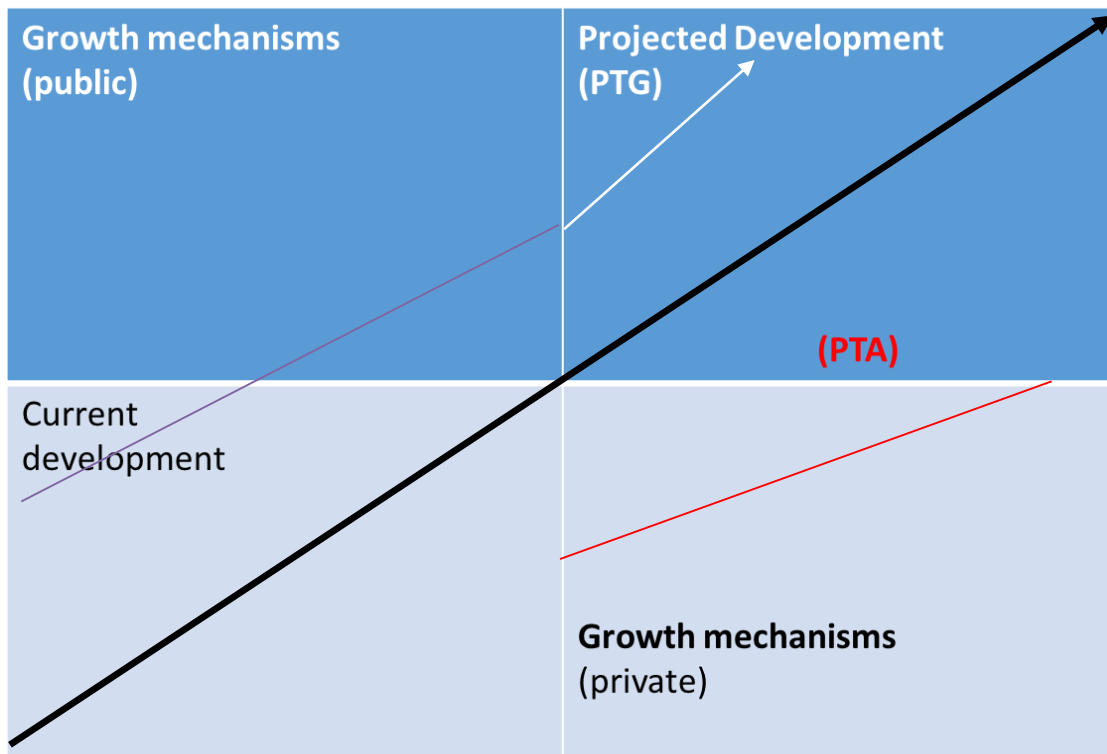 Growth mechanisms
(public)
Projected Development
(PTG)
(PTA)
Current
development
Growth mechanisms
(private)